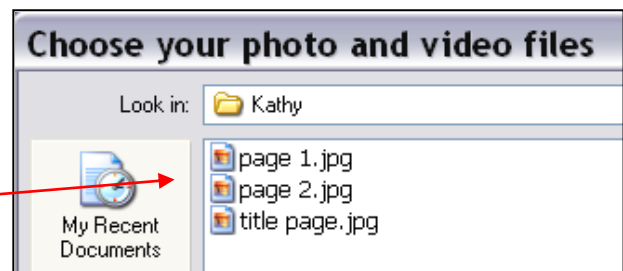 Choose your photo and video files
Look in: Kathy
page 1.jpg
page 2.jpg
title page.jpg
My Recent
Documents